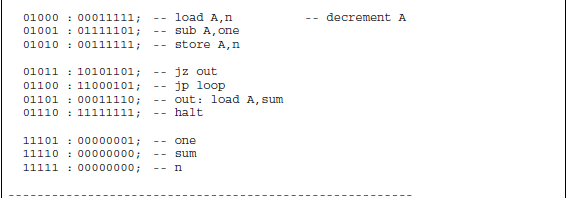 01000 : 00011111; -- load A,n -- decrement A
01001 : 01111101; -- sub A,one
01010 : 00111111; -- store A,n
01011 : 10101101; -- jz out
01100 : 11000101; -- jp loop
01101 : 00011110; -- out: load A,sum
01110 : 11111111; -- halt
11101 : 00000001; -- one
11110 : 00000000; -- sum
11111 : 00000000; -- n
--------------------------------------------------------